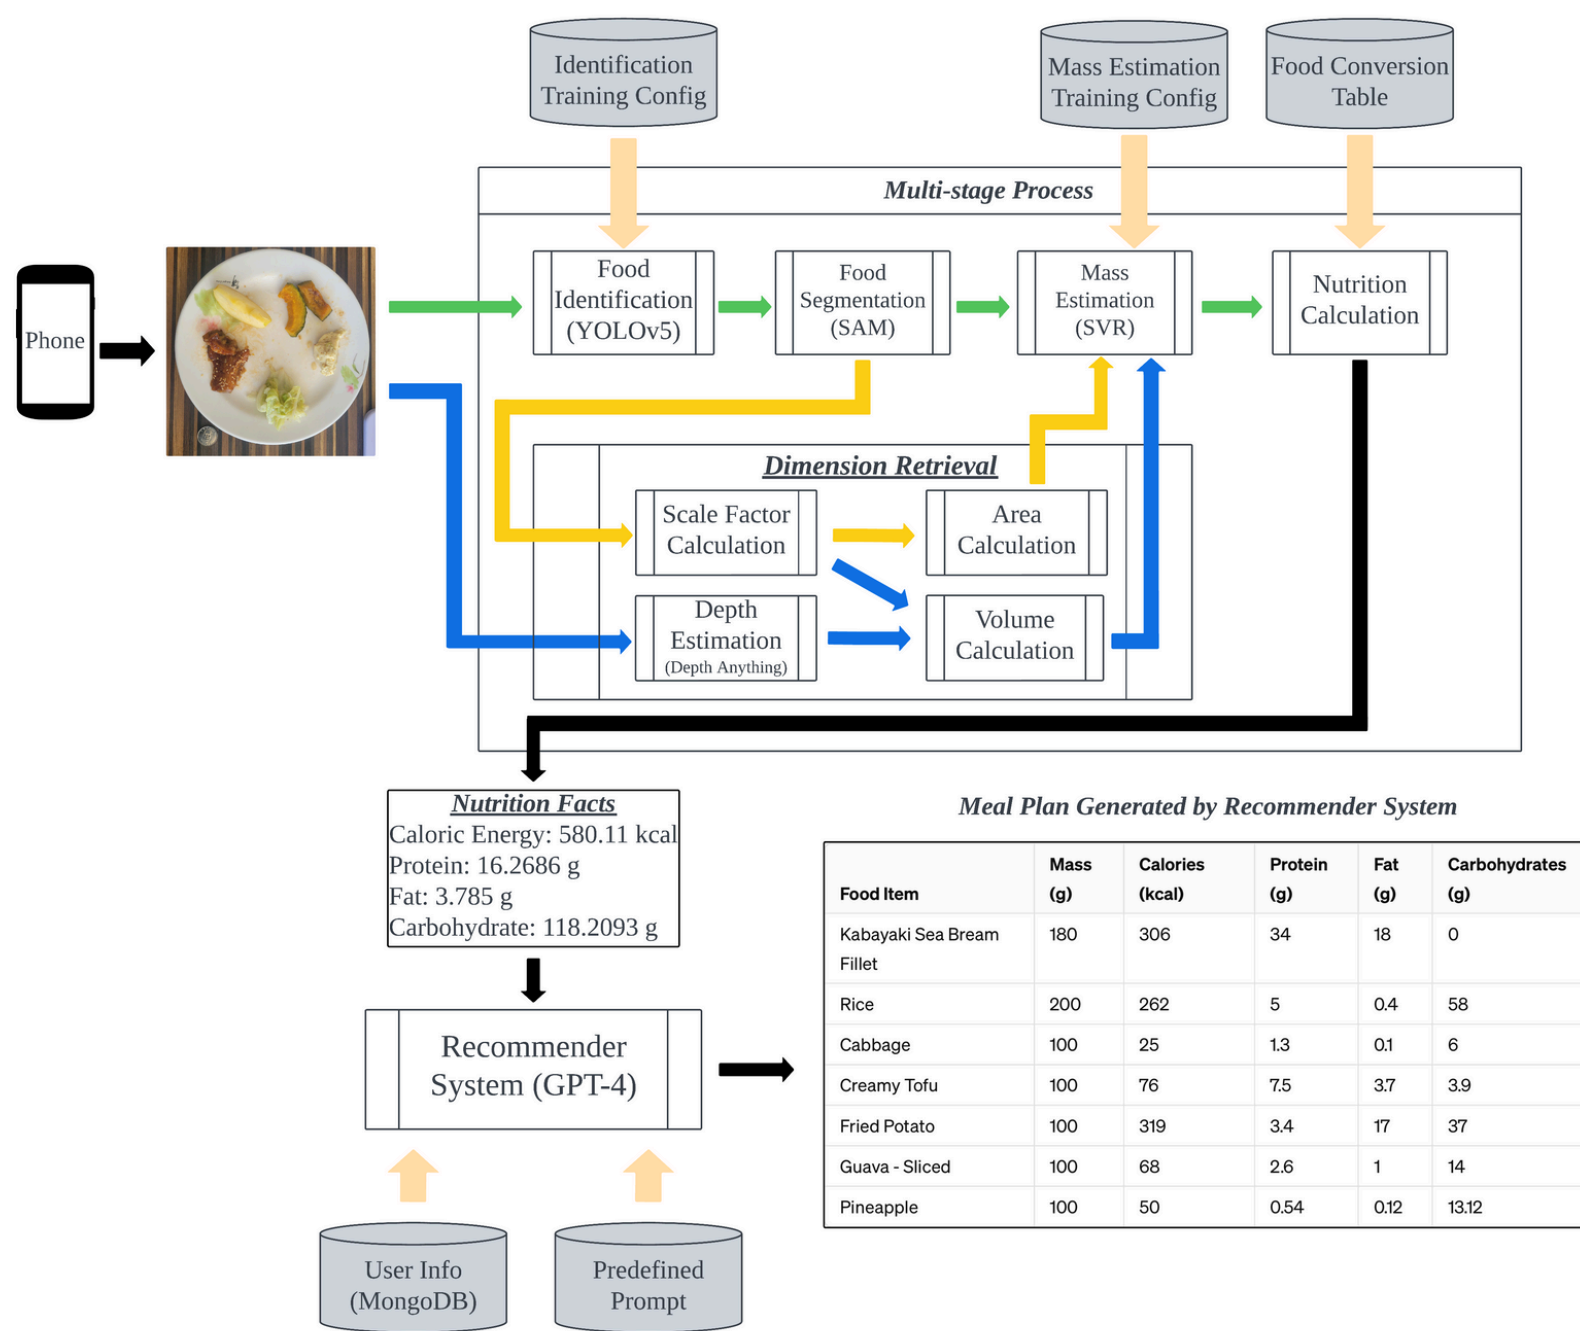 Identification
Training Config
Mass Estimation
Training Config
Food Conversion
Table
Multi-stage Process
Phone
Food
Identification
(YOLOv5)
Food
Segmentation
(SAM)
Mass
Estimation
(SVR)
Nutrition
Calculation
Dimension Retrieval
Scale Factor
Calculation
Area
Calculation
Depth
Estimation
(Depth Anything)
Volume
Calculation
Nutrition Facts
Caloric Energy: 580.11 kcal
Protein: 16.2686 g
Fat: 3.785 g
Carbohydrate: 118.2093 g
Recommender
System (GPT-4)
User Info
(MongoDB)
Predefined
Prompt
Meal Plan Generated by Recommender System
Food Item Mass (g) Calories (kcal) Protein (g) Fat (g) Carbohydrates (g)
Kabayaki Sea Bream Fillet 180 306 34 18 0
Rice 200 262 5 0.4 58
Cabbage 100 25 1.3 0.1 6
Creamy Tofu 100 76 7.5 3.7 3.9
Fried Potato 100 319 3.4 17 37
Guava - Sliced 100 68 2.6 1 14
Pineapple 100 50 0.54 0.12 13.12